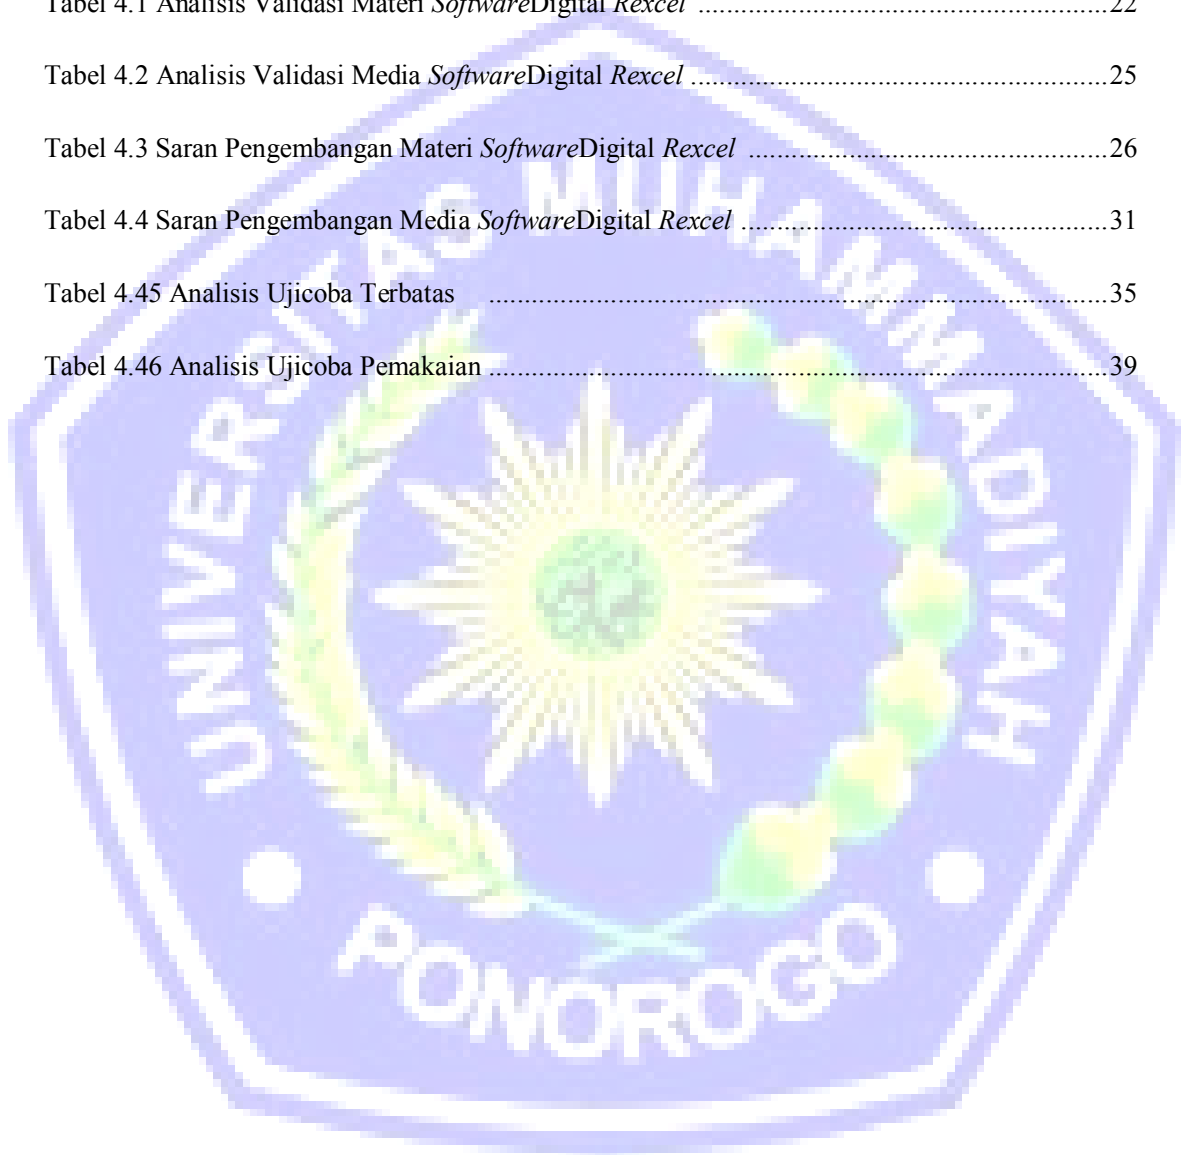 Tabel 4.1 Analisis Validasi Materi SoftwareDigital Rexcel ..........................................................22
Tabel 4.2 Analisis Validasi Media SoftwareDigital Rexcel ...........................................................25
Tabel 4.3 Saran Pengembangan Materi SoftwareDigital Rexcel ..................................................26
Tabel 4.4 Saran Pengembangan Media SoftwareDigital Rexcel ...................................................31
Tabel 4.45 Analisis Ujicoba Terbatas .......................................................................................35
Tabel 4.46 Analisis Ujicoba Pemakaian .......................................................................................39
UNIVERSITAS MUHAMMADIYAH
PONOROGO